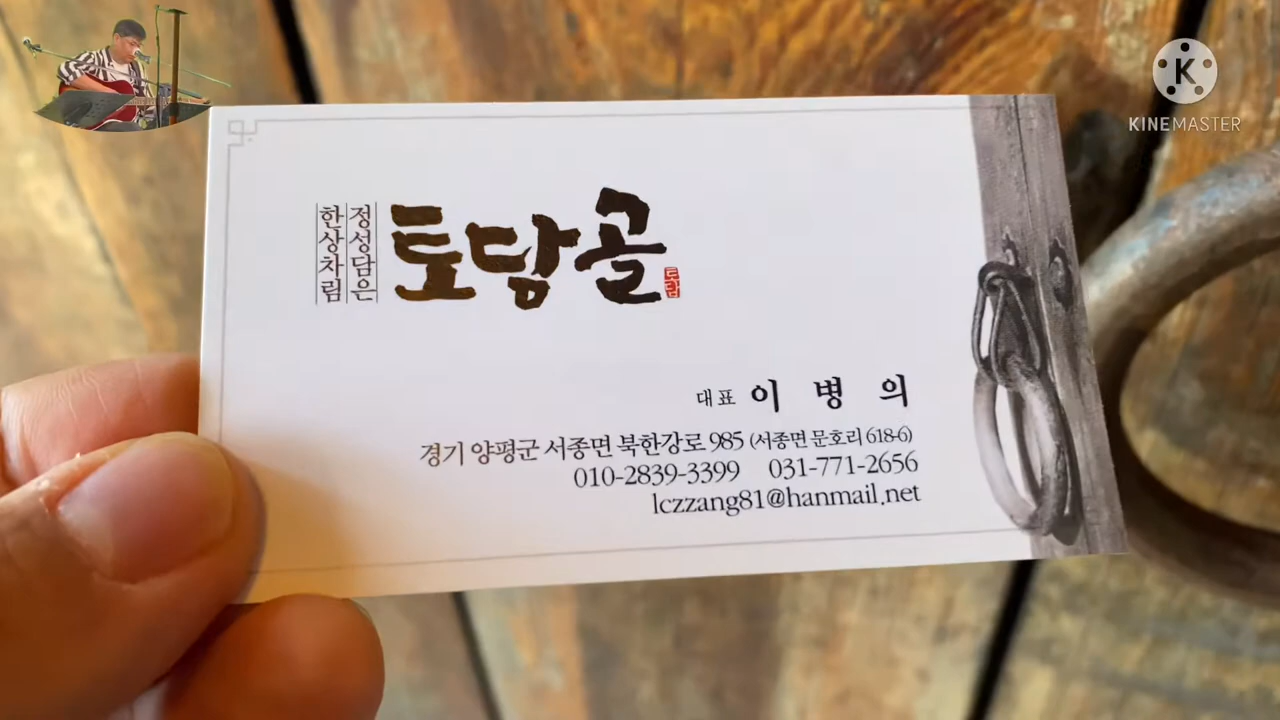 KINEMASTER
정성담은
한상차림
토담골
토담
대표 이 병 의
경기 양평군 서종면 북한강로 985 (서종면 문호리 618-6)
010-2839-3399 031-771-2656
lczzang81@hanmail.net